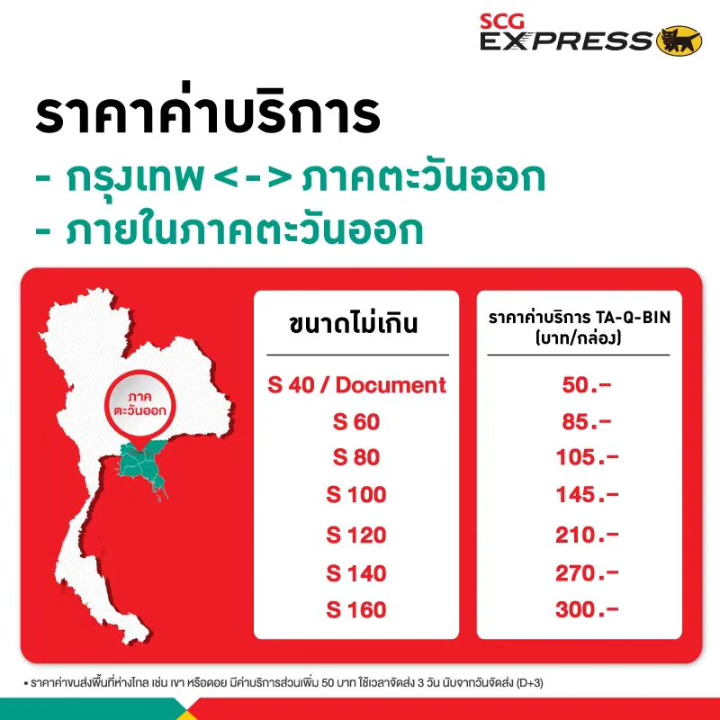 SCG
EXPRESS
ราคาค่าบริการ
- กรุงเทพ <-> ภาคตะวันออก
- ภายในภาคตะวันออก
ภาค
ตะวันออก
ขนาดไม่เกิน
ราคาค่าบริการ TA-Q-BIN
(บาท/กล่อง)
S 40 / Document 50.-
S 60 85.-
S 80 105.-
S 100 145.-
S 120 210.-
S 140 270.-
S 160 300.-
• ราคาค่าขนส่งพื้นที่ห่างไกล เช่น เขา หรือดอย มีค่าบริการส่วนเพิ่ม 50 บาท ใช้เวลาจัดส่ง 3 วัน นับจากวันจัดส่ง (D+3)